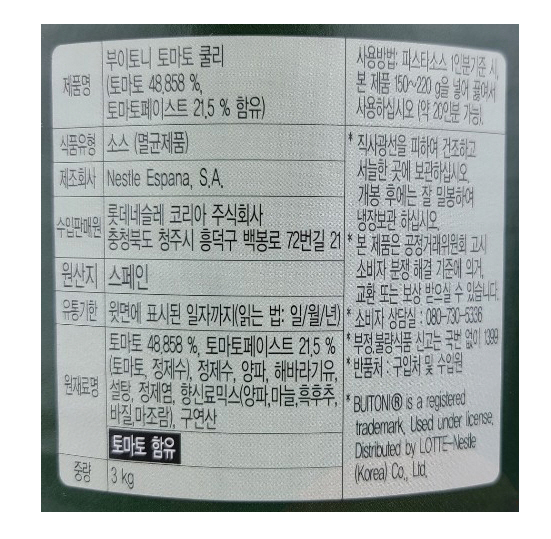 제품명
부이토니 토마토 쿨리
(토마토 48.858 %,
토마토페이스트 21.5 % 함유)
식품유형
소스 (멸균제품)
제조회사
Nestle Espana, S.A.
수입판매원
롯데네슬레 코리아 주식회사
충청북도 청주시 흥덕구 백봉로 72번길 21
원산지
스페인
유통기한
윗면에 표시된 일자까지(읽는 법: 일/월/년)
원재료명
토마토 48.858 %, 토마토페이스트 21.5 %
(토마토, 정제수), 정제수, 양파, 해바라기유,
설탕, 정제염, 향신료믹스(양파,마늘,흑후추,
바질,마조람), 구연산
토마토 함유
중량
3 kg
사용방법: 파스타소스 1인분기준 시,
본 제품 150~220 g을 넣어 끓여서
사용하십시오 (약 20인분 가능).
* 직사광선을 피하여 건조하고
서늘한 곳에 보관하십시오.
개봉 후에는 잘 밀봉하여
냉장보관 하십시오.
* 본 제품은 공정거래위원회 고시
소비자 분쟁 해결 기준에 의거,
교환 또는 보상 받으실 수 있습니다.
* 소비자 상담실 : 080-730-5336
* 부정,불량식품 신고는 국번 없이 1399
* 반품처 : 구입처 및 수입원
* BUITONI® is a registered
trademark. Used under license.
Distributed by LOTTE-Nestle
(Korea) Co., Ltd.